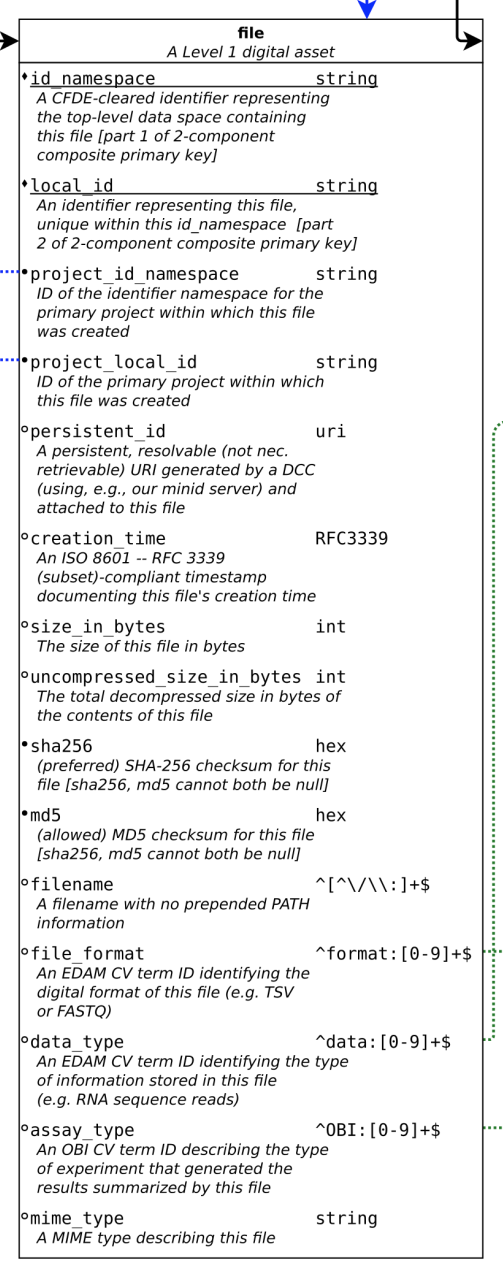 file
A Level 1 digital asset
id_namespace string
A CFDE-cleared identifier representing
the top-level data space containing
this file [part 1 of 2-component
composite primary key]
local_id string
An identifier representing this file,
unique within this id_namespace [part
2 of 2-component composite primary key]
project_id_namespace string
ID of the identifier namespace for the
primary project within which this file
was created
project_local_id string
ID of the primary project within which
this file was created
persistent_id uri
A persistent, resolvable (not nec.
retrievable) URI generated by a DCC
(using, e.g., our minid server) and
attached to this file
creation_time RFC3339
An ISO 8601 -- RFC 3339
(subset)-compliant timestamp
documenting this file's creation time
size_in_bytes int
The size of this file in bytes
uncompressed_size_in_bytes int
The total decompressed size in bytes of
the contents of this file
sha256 hex
(preferred) SHA-256 checksum for this
file [sha256, md5 cannot both be null]
md5 hex
(allowed) MD5 checksum for this file
[sha256, md5 cannot both be null]
filename ^[^\/\\:]+$
A filename with no prepended PATH
information
file_format ^format:[0-9]+$
An EDAM CV term ID identifying the
digital format of this file (e.g. TSV
or FASTQ)
data_type ^data:[0-9]+$
An EDAM CV term ID identifying the type
of information stored in this file
(e.g. RNA sequence reads)
assay_type ^OBI:[0-9]+$
An OBI CV term ID describing the type
of experiment that generated the
results summarized by this file
mime_type string
A MIME type describing this file